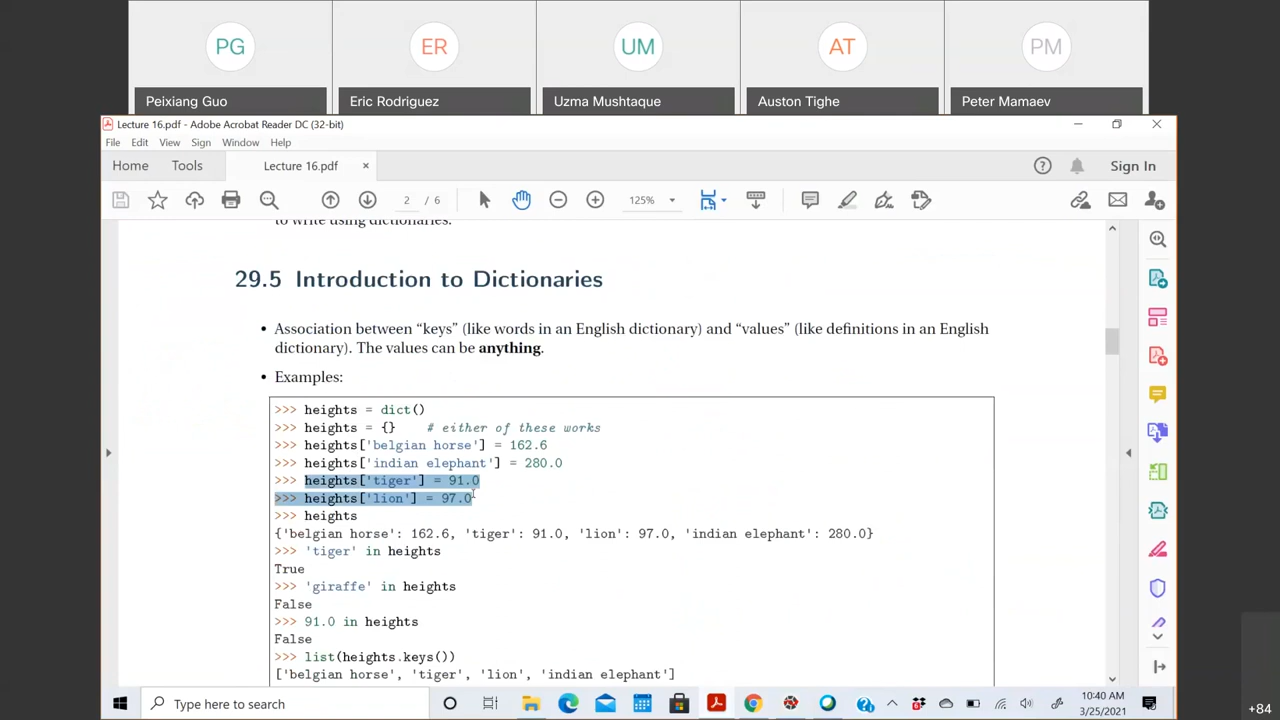 PG
ER
UM
AT
PM
Peixiang Guo
Eric Rodriguez
Uzma Mushtaque
Auston Tighe
Peter Mamaev
Lecture 16.pdf - Adobe Acrobat Reader DC (32-bit)
File Edit View Sign Window Help
Home Tools Lecture 16.pdf × Sign In
2 / 6 125%
to write using dictionaries.
29.5 Introduction to Dictionaries
• Association between “keys” (like words in an English dictionary) and “values” (like definitions in an English
dictionary). The values can be anything.
• Examples:
>>> heights = dict()
>>> heights = {} # either of these works
>>> heights['belgian horse'] = 162.6
>>> heights['indian elephant'] = 280.0
>>> heights['tiger'] = 91.0
>>> heights['lion'] = 97.0
>>> heights
{'belgian horse': 162.6, 'tiger': 91.0, 'lion': 97.0, 'indian elephant': 280.0}
>>> 'tiger' in heights
True
>>> 'giraffe' in heights
False
>>> 91.0 in heights
False
>>> list(heights.keys())
['belgian horse', 'tiger', 'lion', 'indian elephant']
Type here to search
10:40 AM
3/25/2021
+84